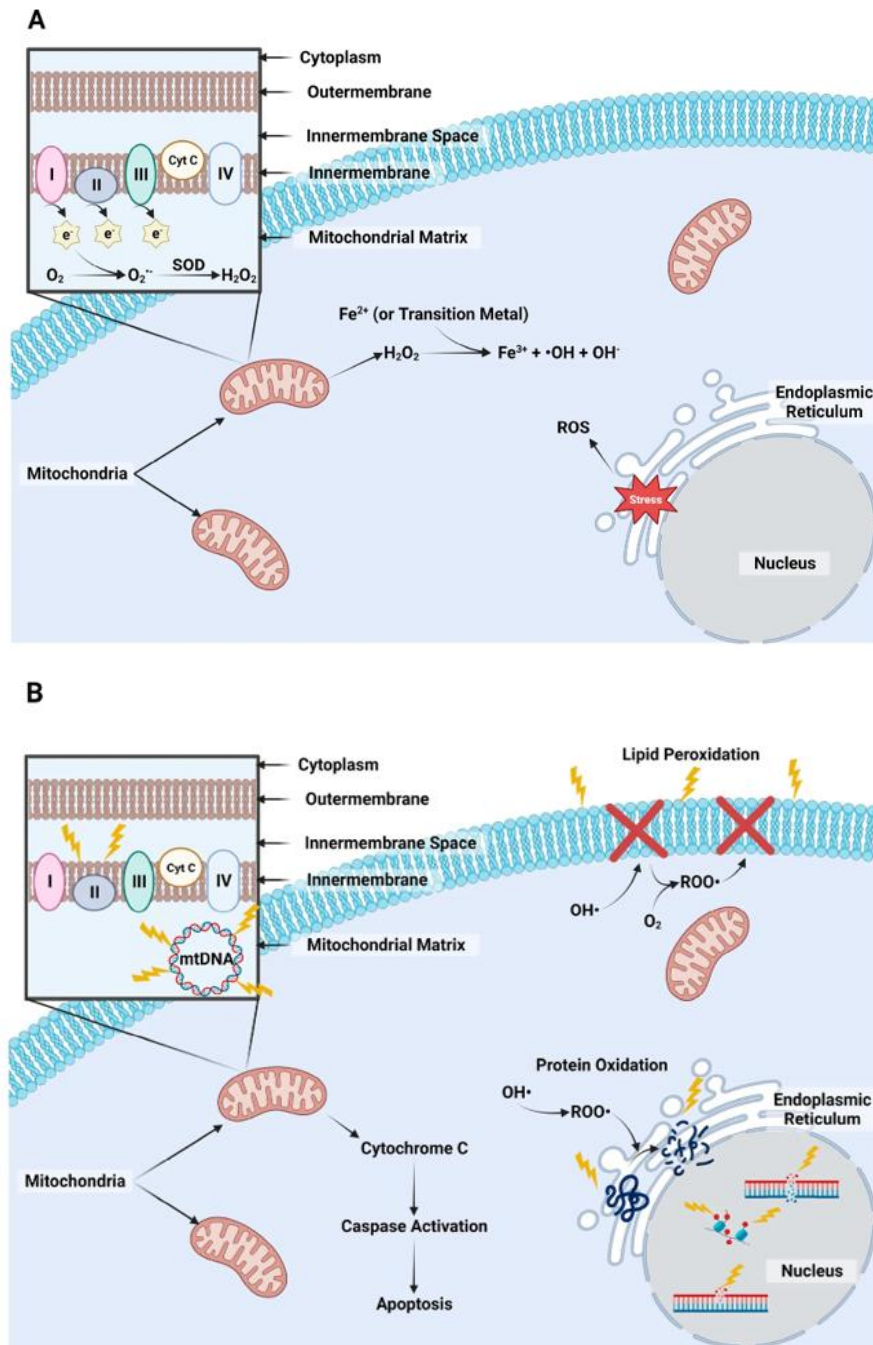 A
Cytoplasm
Outermembrane
Innermembrane Space
I
II
III
Cyt C
IV
Innermembrane
e⁻
e⁻
e⁻
Mitochondrial Matrix
O₂
O₂•-
SOD
H₂O₂
Fe²⁺ (or Transition Metal)
H₂O₂
Fe³⁺ + •OH + OH⁻
Endoplasmic
Reticulum
ROS
Mitochondria
Stress
Nucleus
B
Lipid Peroxidation
Cytoplasm
Outermembrane
Innermembrane Space
I
II
III
Cyt C
IV
Innermembrane
ROO•
OH•
O₂
Mitochondrial Matrix
mtDNA
Protein Oxidation
OH•
ROO•
Endoplasmic
Reticulum
Cytochrome C
Mitochondria
Caspase Activation
Nucleus
Apoptosis